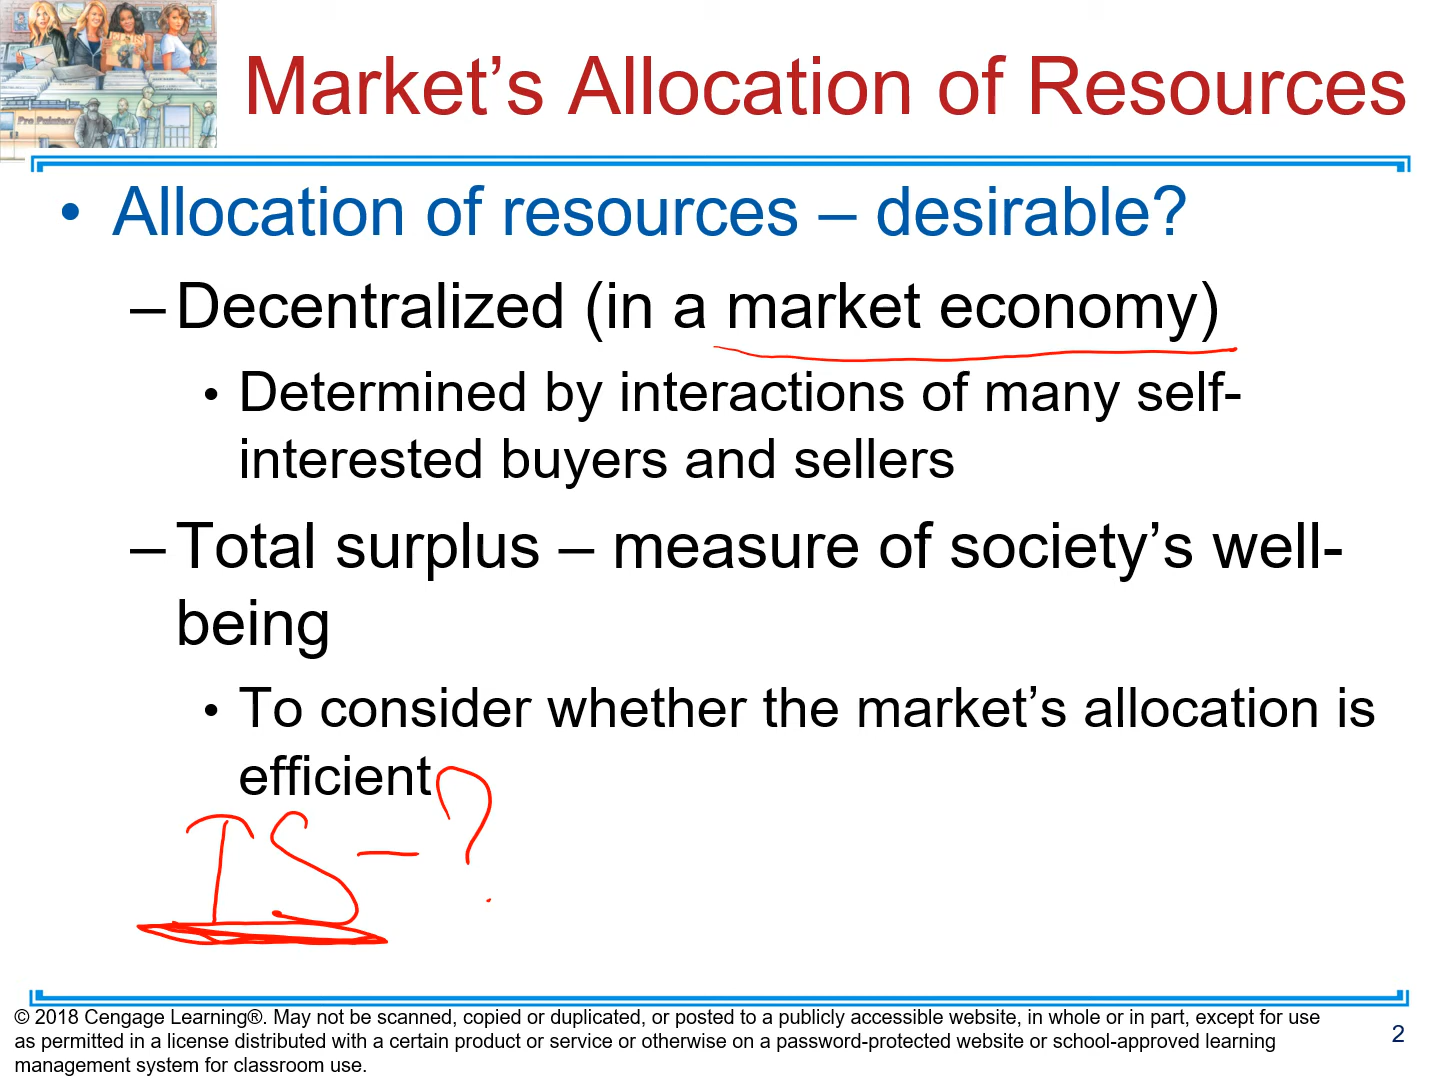 Pro Painters
Market’s Allocation of Resources
• Allocation of resources – desirable?
– Decentralized (in a market economy)
• Determined by interactions of many self-
interested buyers and sellers
– Total surplus – measure of society’s well-
being
• To consider whether the market’s allocation is
efficient
TS – ?
© 2018 Cengage Learning®. May not be scanned, copied or duplicated, or posted to a publicly accessible website, in whole or in part, except for use
as permitted in a license distributed with a certain product or service or otherwise on a password-protected website or school-approved learning
management system for classroom use.
2